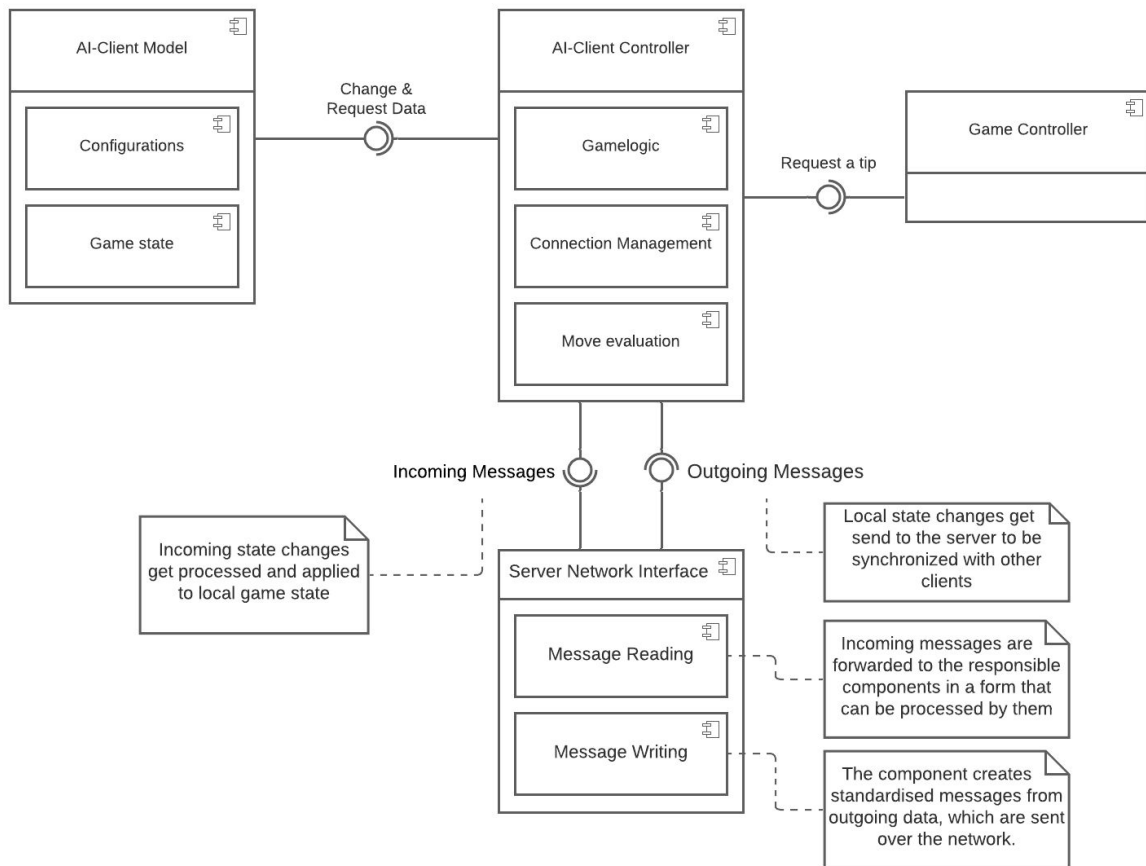 AI-Client Model
AI-Client Controller
Change &
Request Data
Configurations
Gamelogic
Game Controller
Request a tip
Game state
Connection Management
Move evaluation
Incoming Messages
Outgoing Messages
Incoming state changes
get processed and applied
to local game state
Local state changes get
send to the server to be
synchronized with other
clients
Server Network Interface
Message Reading
Incoming messages are
forwarded to the responsible
components in a form that
can be processed by them
Message Writing
The component creates
standardised messages from
outgoing data, which are sent
over the network.